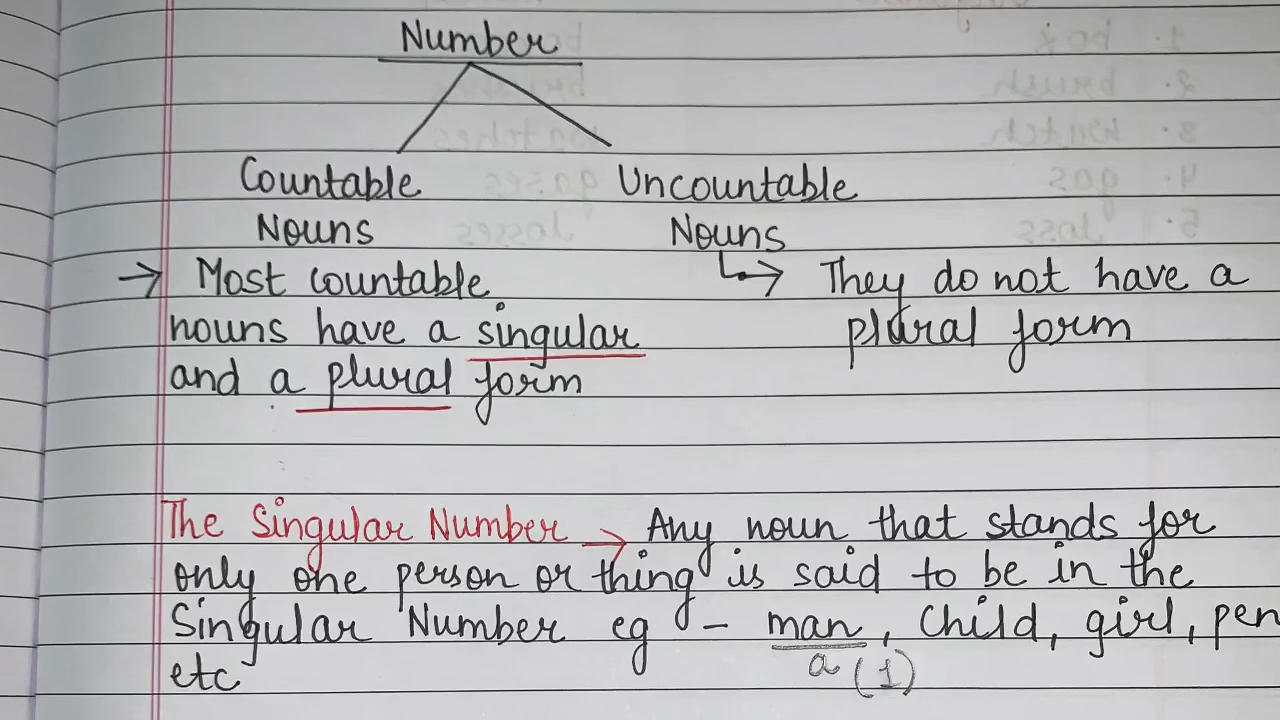 Number
Countable Uncountable
Nouns Nouns
→ Most countable ↳ They do not have a
nouns have a singular plural form
and a plural form
The Singular Number → Any noun that stands for
only one person or thing is said to be in the
Singular Number eg - man, child, girl, pen
a (1)
etc